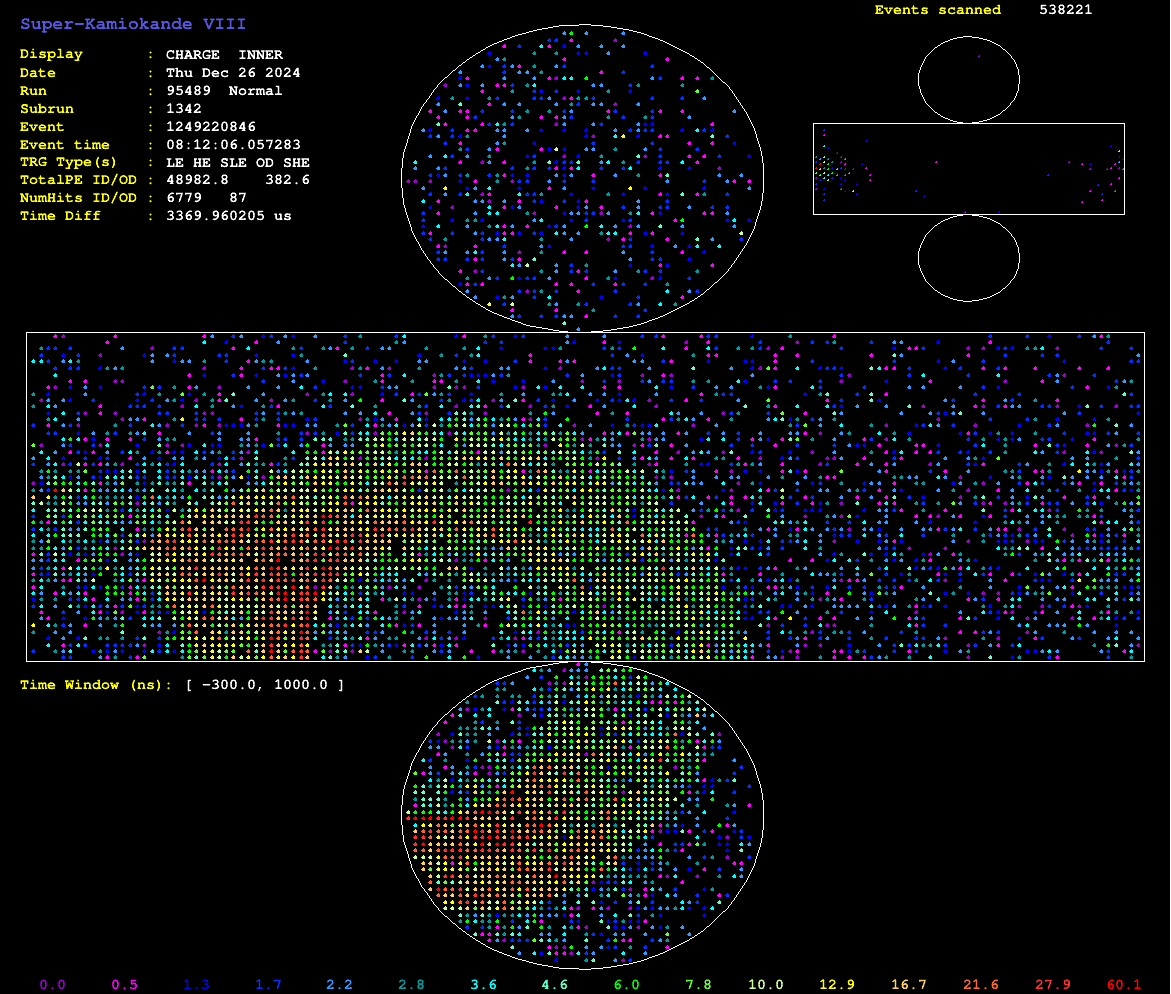 Super-Kamiokande VIII
Events scanned 538221
Display : CHARGE INNER
Date : Thu Dec 26 2024
Run : 95489 Normal
Subrun : 1342
Event : 1249220846
Event time : 08:12:06.057283
TRG Type(s) : LE HE SLE OD SHE
TotalPE ID/OD : 48982.8 382.6
NumHits ID/OD : 6779 87
Time Diff : 3369.960205 us
Time Window (ns): [ −300.0, 1000.0 ]
0.0 0.5 1.3 1.7 2.2 2.8 3.6 4.6 6.0 7.8 10.0 12.9 16.7 21.6 27.9 60.1